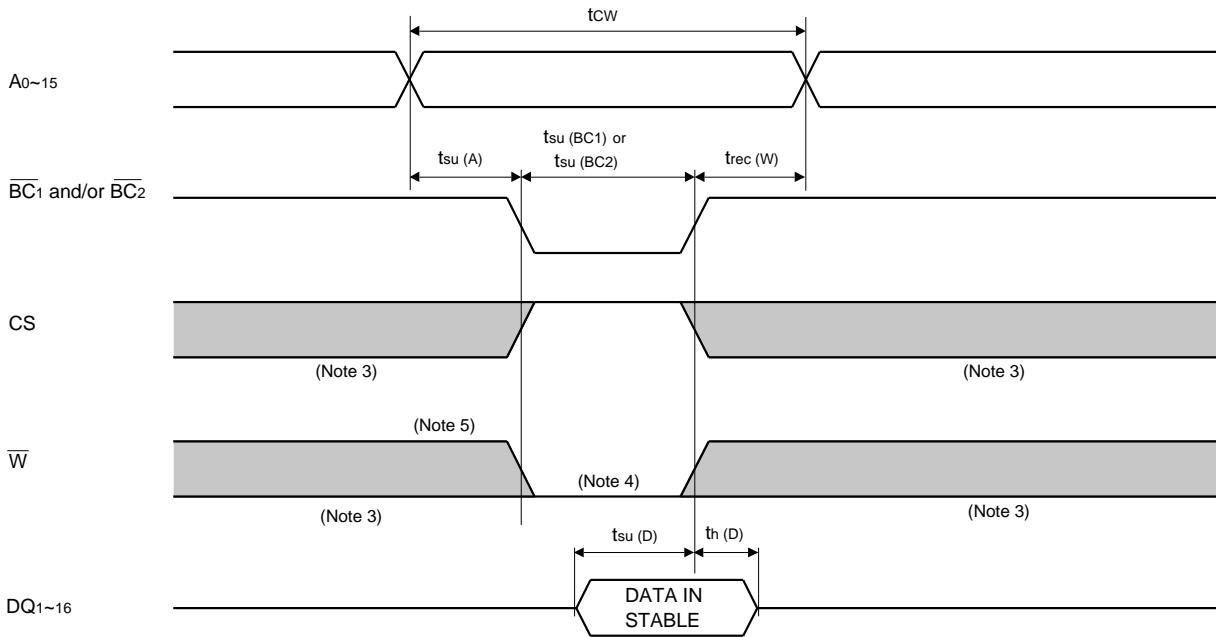 tCW
A0~15
tsu (BC1) or
tsu (A) tsu (BC2) trec (W)
BC1 and/or BC2
CS
(Note 3) (Note 3)
(Note 5)
W
(Note 4)
(Note 3) (Note 3)
tsu (D) th (D)
DQ1~16 DATA IN
STABLE